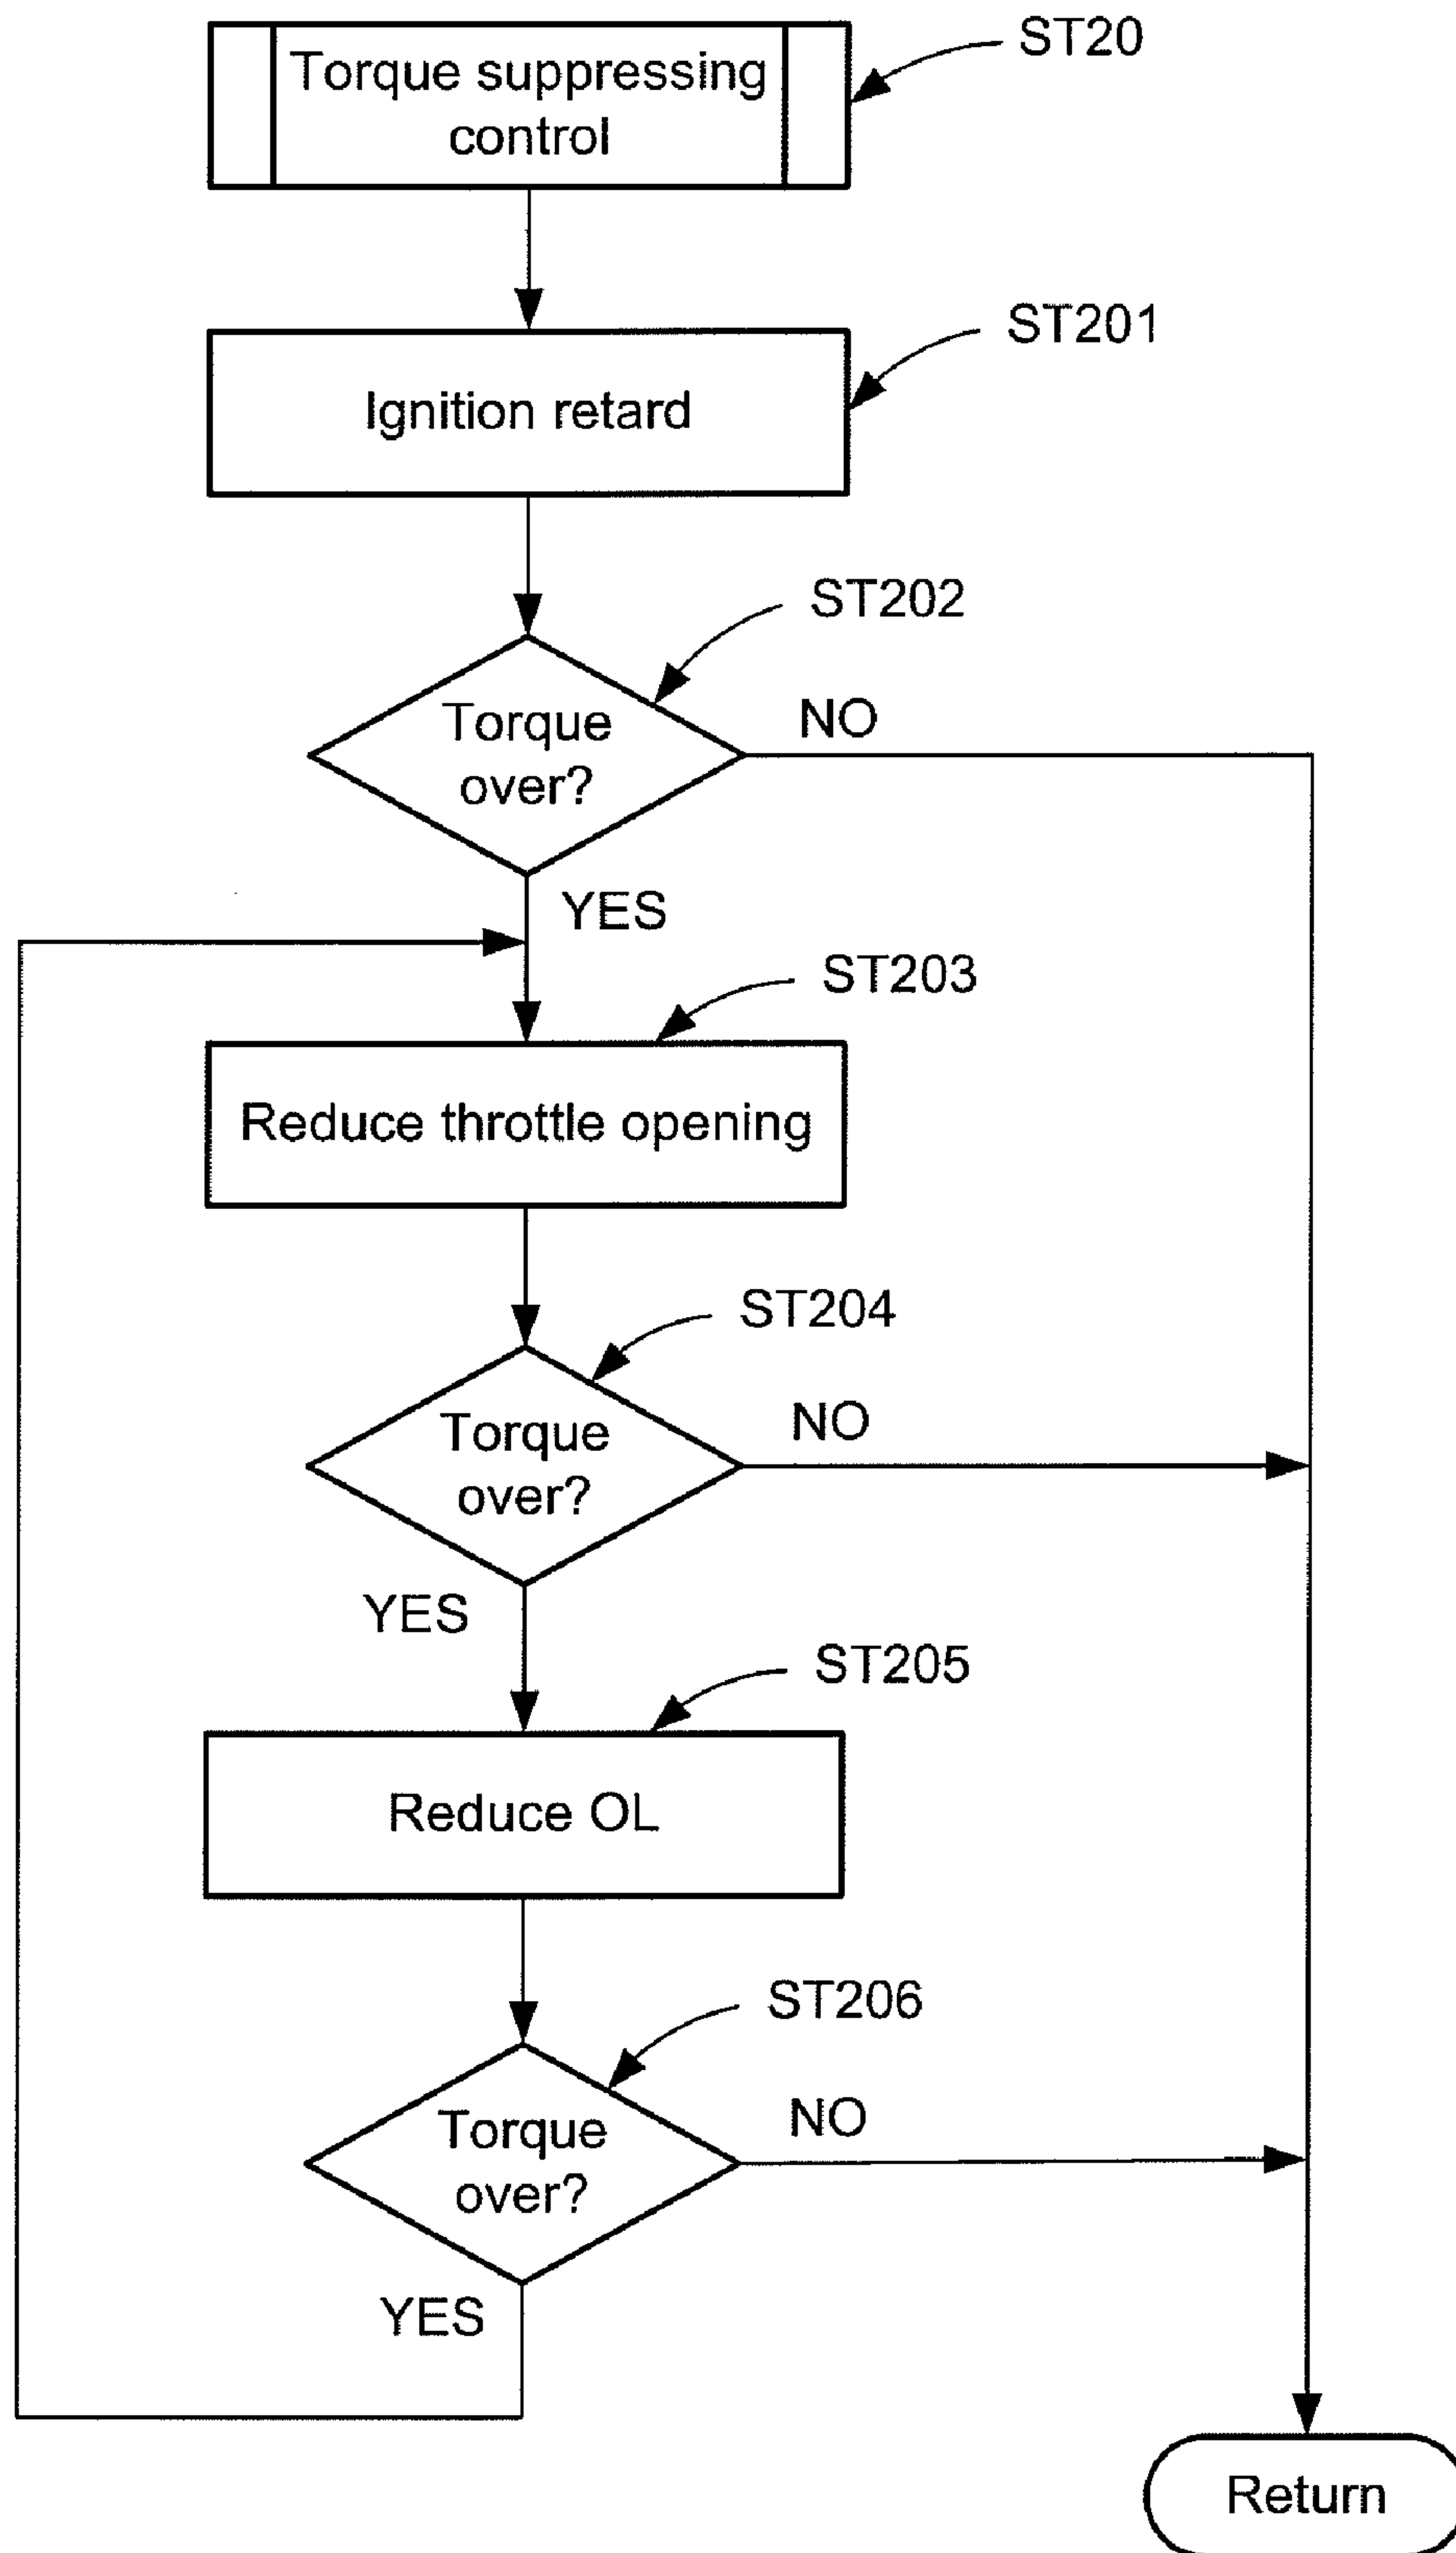 Torque suppressing
control
ST20
Ignition retard
ST201
ST202
Torque
over?
NO
YES
ST203
Reduce throttle opening
ST204
Torque
over?
NO
YES
ST205
Reduce OL
ST206
Torque
over?
NO
YES
Return